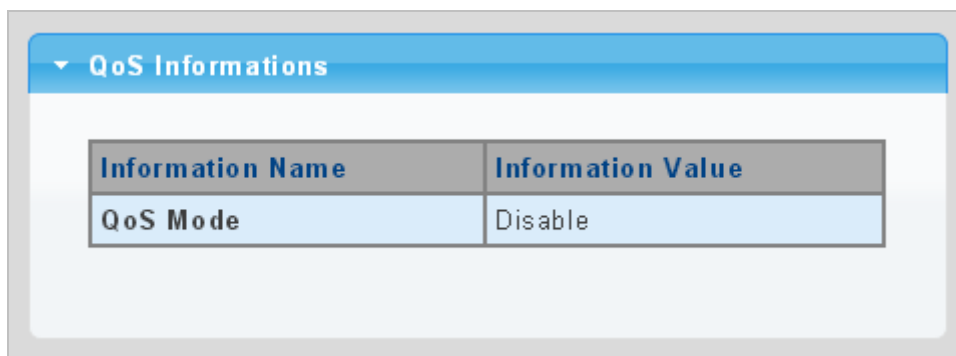 QoS Informations
Information Name Information Value
QoS Mode Disable